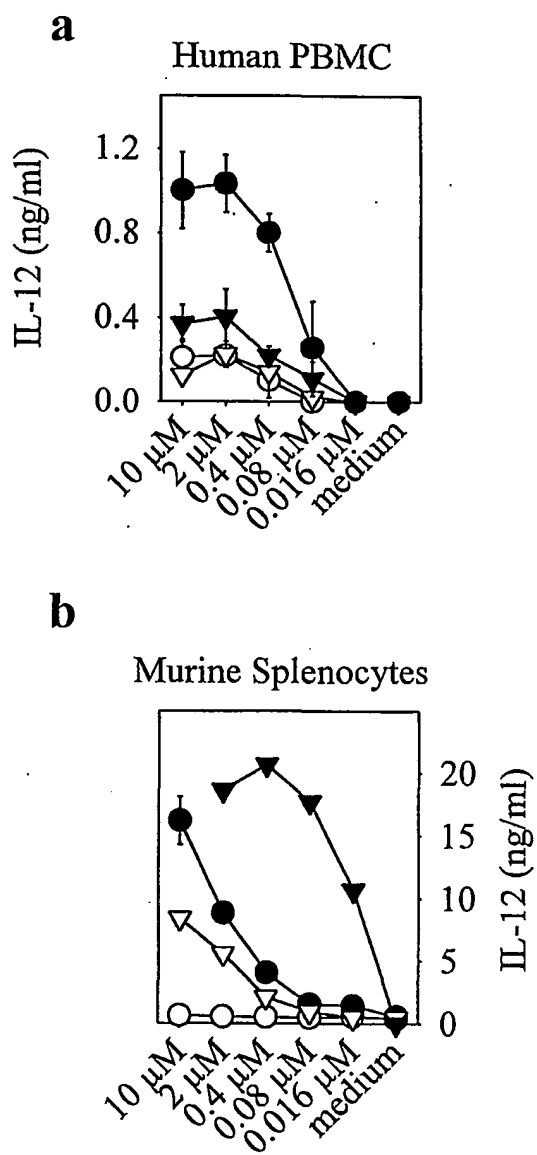 a
Human PBMC
IL-12 (ng/ml)
1.2
0.8
0.4
0.0
10 µM
2 µM
0.4 µM
0.08 µM
0.016 µM
medium
b
Murine Splenocytes
20
15
10
5
0
IL-12 (ng/ml)
10 µM
2 µM
0.4 µM
0.08 µM
0.016 µM
medium